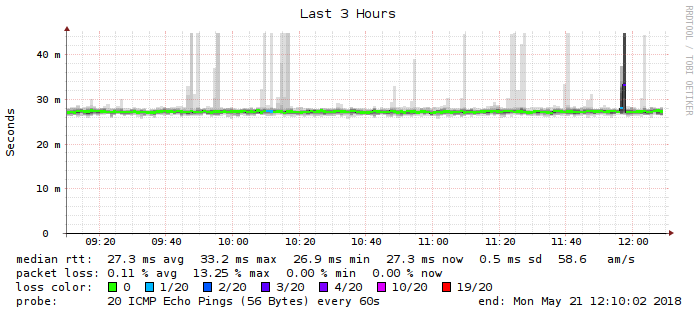 Last 3 Hours
RRDTOOL / TOBI OETIKER
Seconds
40 m
30 m
20 m
10 m
0
09:20 09:40 10:00 10:20 10:40 11:00 11:20 11:40 12:00
median rtt: 27.3 ms avg 33.2 ms max 26.9 ms min 27.3 ms now 0.5 ms sd 58.6 am/s
packet loss: 0.11 % avg 13.25 % max 0.00 % min 0.00 % now
loss color: 0 1/20 2/20 3/20 4/20 10/20 19/20
probe: 20 ICMP Echo Pings (56 Bytes) every 60s end: Mon May 21 12:10:02 2018